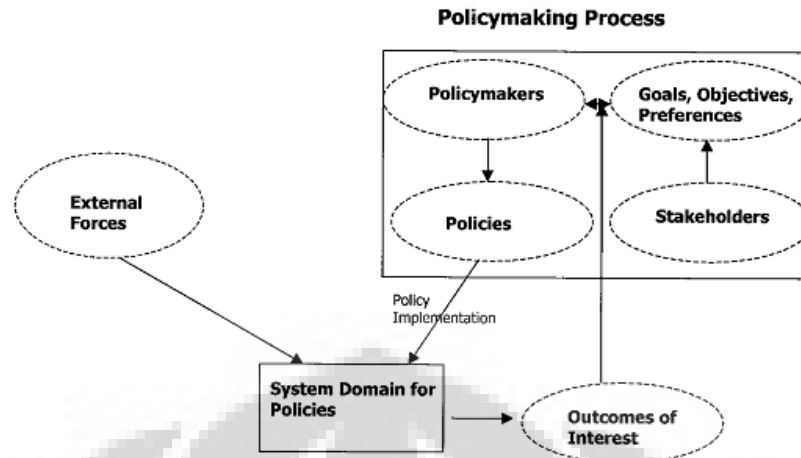 Policymaking Process
Policymakers
Goals, Objectives,
Preferences
External
Forces
Policies
Stakeholders
Policy
Implementation
System Domain for
Policies
Outcomes of
Interest